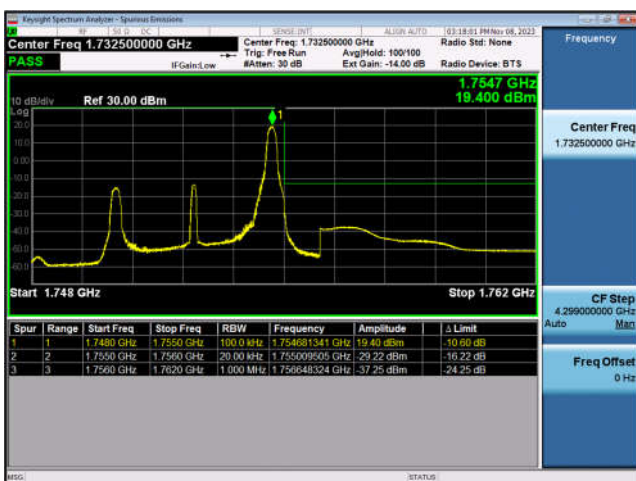 Keysight Spectrum Analyzer - Spurious Emissions
RF 50 Ω DC SENSE:INT ALIGN AUTO 03:18:01 PM Nov 08, 2023
Center Freq 1.732500000 GHz Center Freq: 1.732500000 GHz Radio Std: None
Trig: Free Run Avg|Hold: 100/100
PASS IFGain:Low #Atten: 30 dB Ext Gain: -14.00 dB Radio Device: BTS
1.7547 GHz
10 dB/div Ref 30.00 dBm 19.400 dBm
Log
20.0
10.0
0.00
-10.0
-20.0
-30.0
-40.0
-50.0
-60.0
1
Start 1.748 GHz Stop 1.762 GHz
Spur Range Start Freq Stop Freq RBW Frequency Amplitude Δ Limit
1 1 1.7480 GHz 1.7550 GHz 100.0 kHz 1.754681341 GHz 19.40 dBm -10.60 dB
2 2 1.7550 GHz 1.7560 GHz 20.00 kHz 1.755009505 GHz -29.22 dBm -16.22 dB
3 3 1.7560 GHz 1.7620 GHz 1.000 MHz 1.756648324 GHz -37.25 dBm -24.25 dB
MSG STATUS
Frequency
Center Freq
1.732500000 GHz
CF Step
4.299000000 GHz
Auto Man
Freq Offset
0 Hz